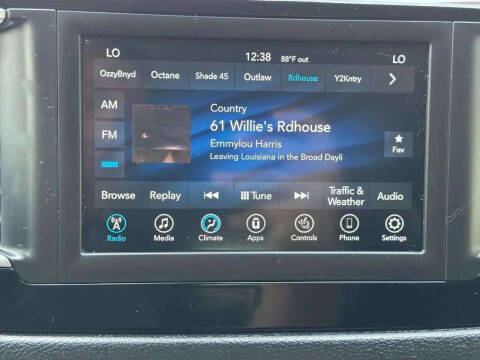 LO 12:38 88°F out LO
OzzyBnyd Octane Shade 45 Outlaw Rdhouse Y2Kntry
AM
FM
SXM
Country
61 Willie's Rdhouse
Emmylou Harris
Leaving Louisiana in the Broad Dayli
Fav
Browse Replay Tune Traffic & Weather Audio
Radio Media Climate Apps Controls Phone Settings